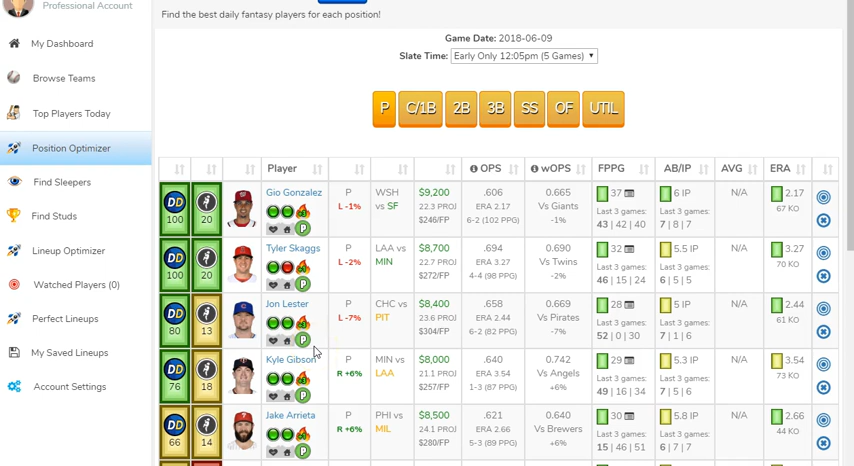 Professional Account
Find the best daily fantasy players for each position!
Game Date: 2018-06-09
Slate Time: Early Only 12:05pm (5 Games)
My Dashboard
Browse Teams
Top Players Today
Position Optimizer
Find Sleepers
Find Studs
Lineup Optimizer
Watched Players (0)
Perfect Lineups
My Saved Lineups
Account Settings
P C/1B 2B 3B SS OF UTIL
Player OPS wOPS FPPG AB/IP AVG ERA
DD 100 20 Gio Gonzalez P WSH $9,200 .606 0.665 37 6 IP N/A 2.17
L -1% vs SF 22.3 PROJ ERA 2.17 Vs Giants Last 3 games: Last 3 games: 67 KO
P $246/FP 6-2 (102 PPG) -1% 43 | 42 | 40 7 | 8 | 7
DD 100 20 Tyler Skaggs P LAA vs $8,700 .694 0.690 32 5.5 IP N/A 3.27
L -2% MIN 22.7 PROJ ERA 3.27 Vs Twins Last 3 games: Last 3 games: 70 KO
P $272/FP 4-4 (98 PPG) -2% 46 | 15 | 24 6 | 5 | 5
DD 80 13 Jon Lester P CHC vs $8,400 .658 0.669 28 5 IP N/A 2.44
L -7% PIT 23.6 PROJ ERA 2.44 Vs Pirates Last 3 games: Last 3 games: 61 KO
P $304/FP 6-2 (82 PPG) -7% 52 | 0 | 30 7 | 1 | 6
DD 76 18 Kyle Gibson P MIN vs $8,000 .640 0.742 29 5.3 IP N/A 3.54
R +6% LAA 21.1 PROJ ERA 3.54 Vs Angels Last 3 games: Last 3 games: 73 KO
P $257/FP 1-3 (87 PPG) +6% 49 | 16 | 34 7 | 5 | 6
DD 66 14 Jake Arrieta P PHI vs $8,500 .621 0.640 30 5.8 IP N/A 2.66
R +6% MIL 21.3 PROJ ERA 2.66 Vs Brewers Last 3 games: Last 3 games: 44 KO
P $280/FP 5-3 (89 PPG) +6% 15 | 46 | 51 6 | 7 | 7